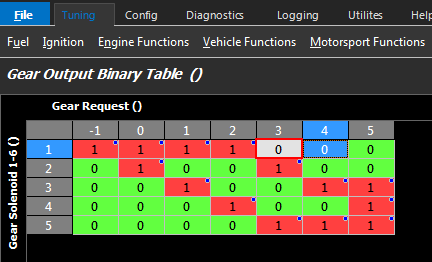 File Tuning Config Diagnostics Logging Utilites Help
Fuel Ignition Engine Functions Vehicle Functions Motorsport Functions
Gear Output Binary Table ()
Gear Request ()
Gear Solenoid 1-6 ()
-1 0 1 2 3 4 5
1 1 1 1 1 0 0 0
2 0 1 0 0 1 0 0
3 0 0 1 0 0 1 1
4 0 0 0 1 0 0 1
5 0 0 0 0 1 1 1